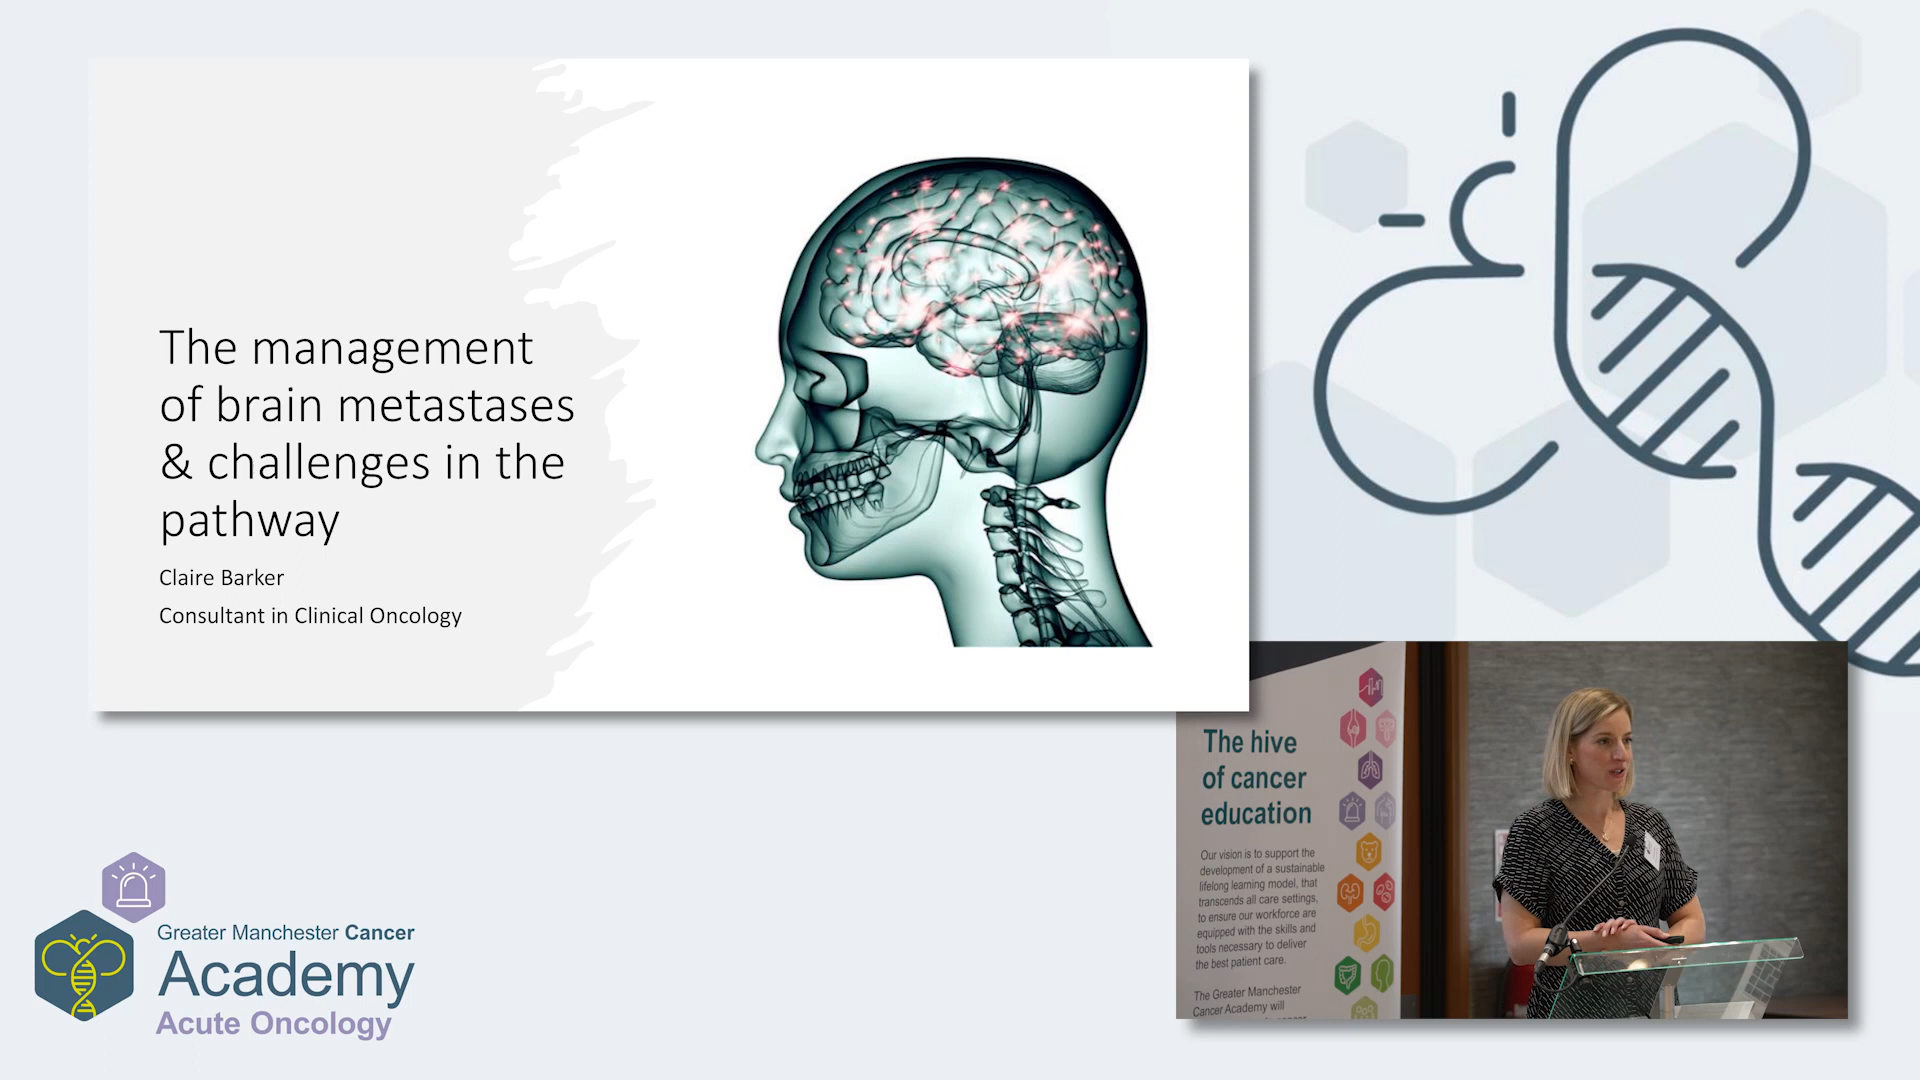 The management
of brain metastases
& challenges in the
pathway
Claire Barker
Consultant in Clinical Oncology
The hive
of cancer
education
Our vision is to support the
development of a sustainable
lifelong learning model, that
transcends all care settings,
to ensure our workforce are
equipped with the skills and
tools necessary to deliver
the best patient care.
The Greater Manchester
Cancer Academy will
Greater Manchester Cancer
Academy
Acute Oncology